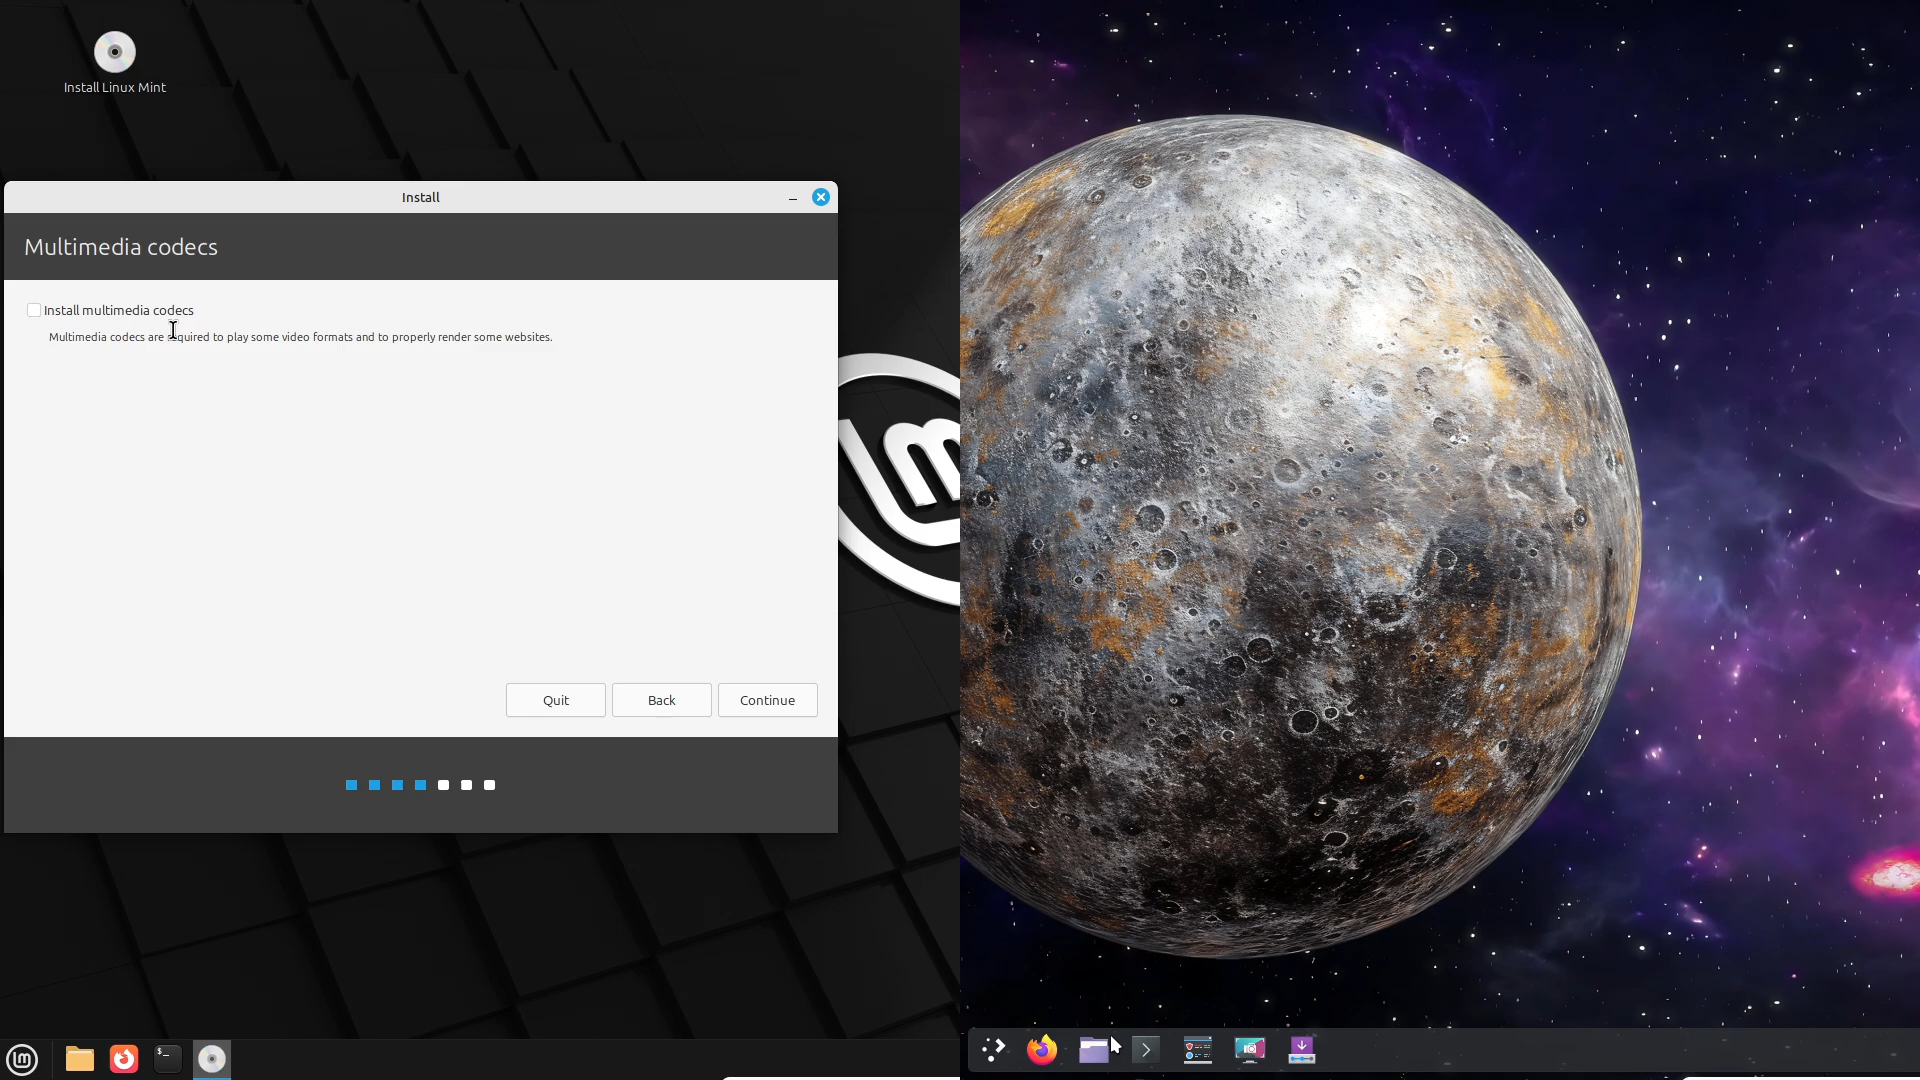 Install Linux Mint
Install
Multimedia codecs
Install multimedia codecs
Multimedia codecs are required to play some video formats and to properly render some websites.
Quit
Back
Continue